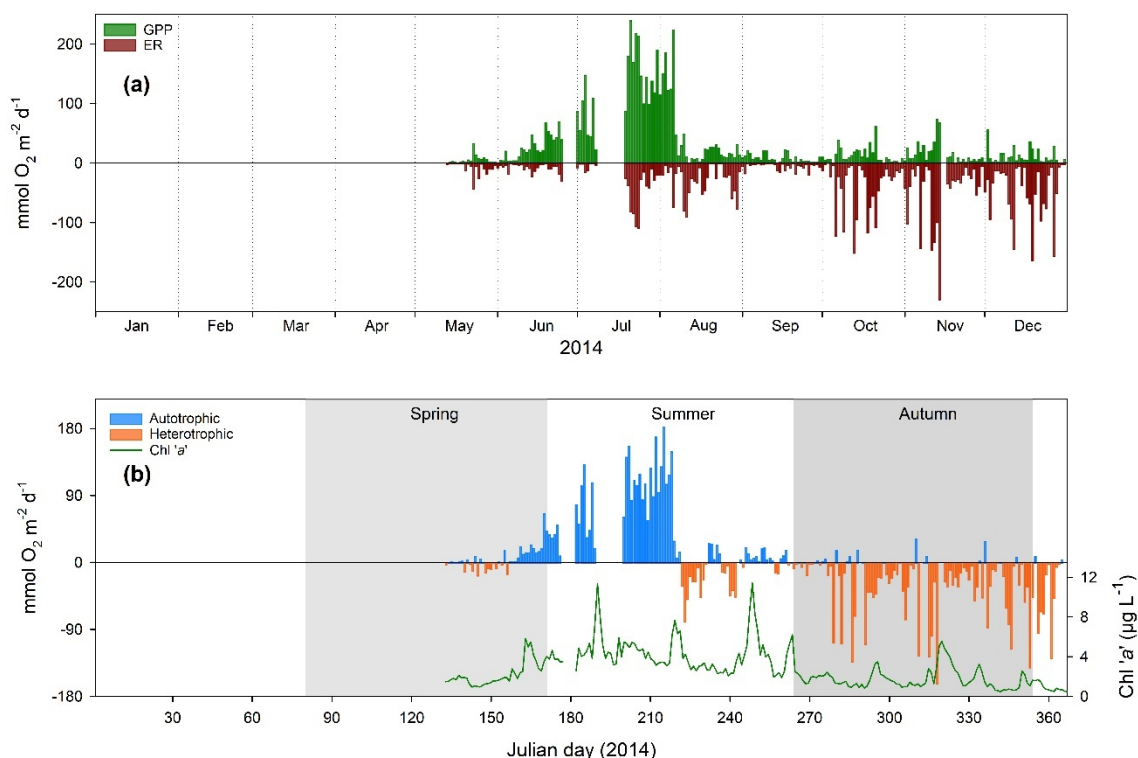 GPP
ER
(a)
mmol O2 m-2 d-1
200
100
0
-100
-200
Jan Feb Mar Apr May Jun Jul Aug Sep Oct Nov Dec
2014
Autotrophic
Heterotrophic
Chl 'a'
Spring Summer Autumn
(b)
mmol O2 m-2 d-1
180
90
0
-90
-180
12
8
4
0
Chl 'a' (µg L-1)
30 60 90 120 150 180 210 240 270 300 330 360
Julian day (2014)